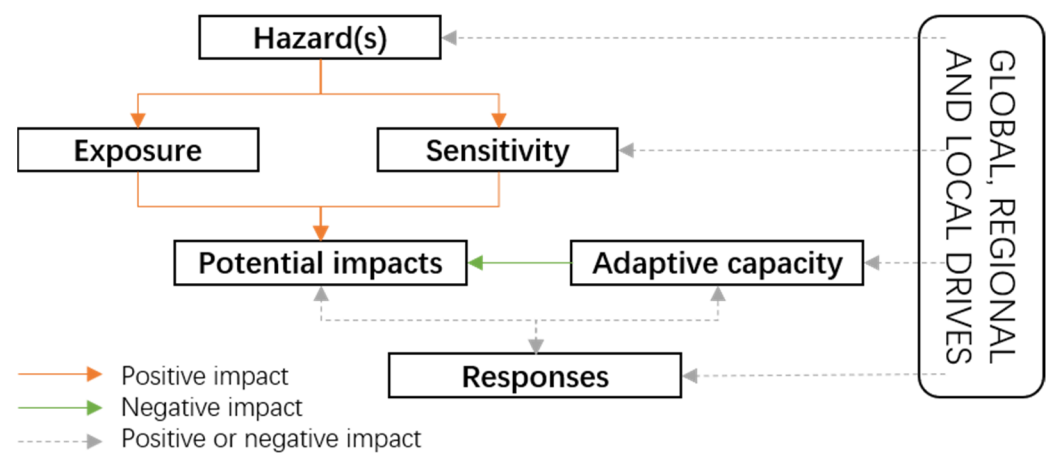 Hazard(s)
Exposure
Sensitivity
Potential impacts
Adaptive capacity
Responses
GLOBAL, REGIONAL
AND LOCAL DRIVES
Positive impact
Negative impact
Positive or negative impact